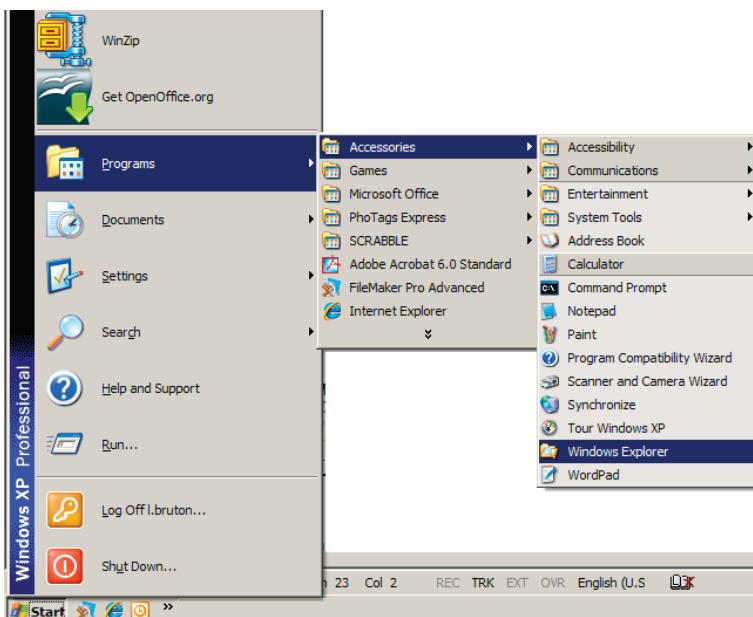 WinZip
Get OpenOffice.org
Programs
Documents
Settings
Search
Help and Support
Run...
Log Off l.bruton...
Shut Down...
Windows XP Professional
Accessories
Games
Microsoft Office
PhoTags Express
SCRABBLE
Adobe Acrobat 6.0 Standard
FileMaker Pro Advanced
Internet Explorer
Accessibility
Communications
Entertainment
System Tools
Address Book
Calculator
Command Prompt
Notepad
Paint
Program Compatibility Wizard
Scanner and Camera Wizard
Synchronize
Tour Windows XP
Windows Explorer
WordPad
23 Col 2 REC TRK EXT OVR English (U.S
Start